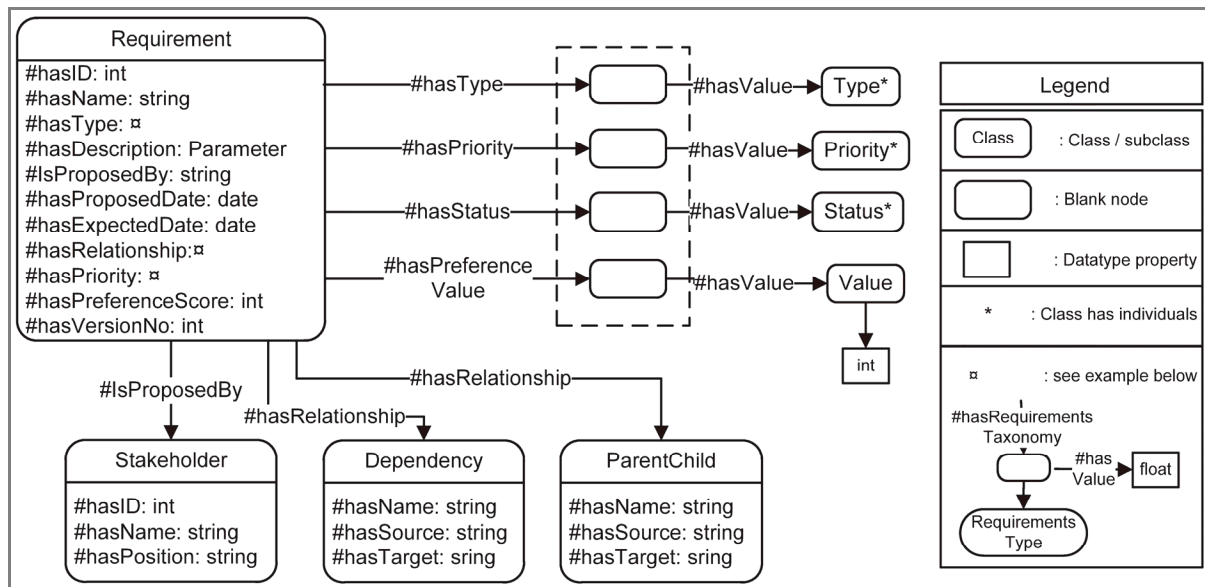 Requirement
#hasID: int
#hasName: string
#hasType: ¤
#hasDescription: Parameter
#IsProposedBy: string
#hasProposedDate: date
#hasExpectedDate: date
#hasRelationship:¤
#hasPriority: ¤
#hasPreferenceScore: int
#hasVersionNo: int
#hasType
#hasValue
Type*
#hasPriority
#hasValue
Priority*
#hasStatus
#hasValue
Status*
#hasPreference
Value
#hasValue
Value
int
#IsProposedBy
#hasRelationship
#hasRelationship
Stakeholder
#hasID: int
#hasName: string
#hasPosition: string
Dependency
#hasName: string
#hasSource: string
#hasTarget: sring
ParentChild
#hasName: string
#hasSource: string
#hasTarget: sring
Legend
Class
: Class / subclass
: Blank node
: Datatype property
* : Class has individuals
¤ : see example below
#hasRequirements
Taxonomy
#has
Value
float
Requirements
Type